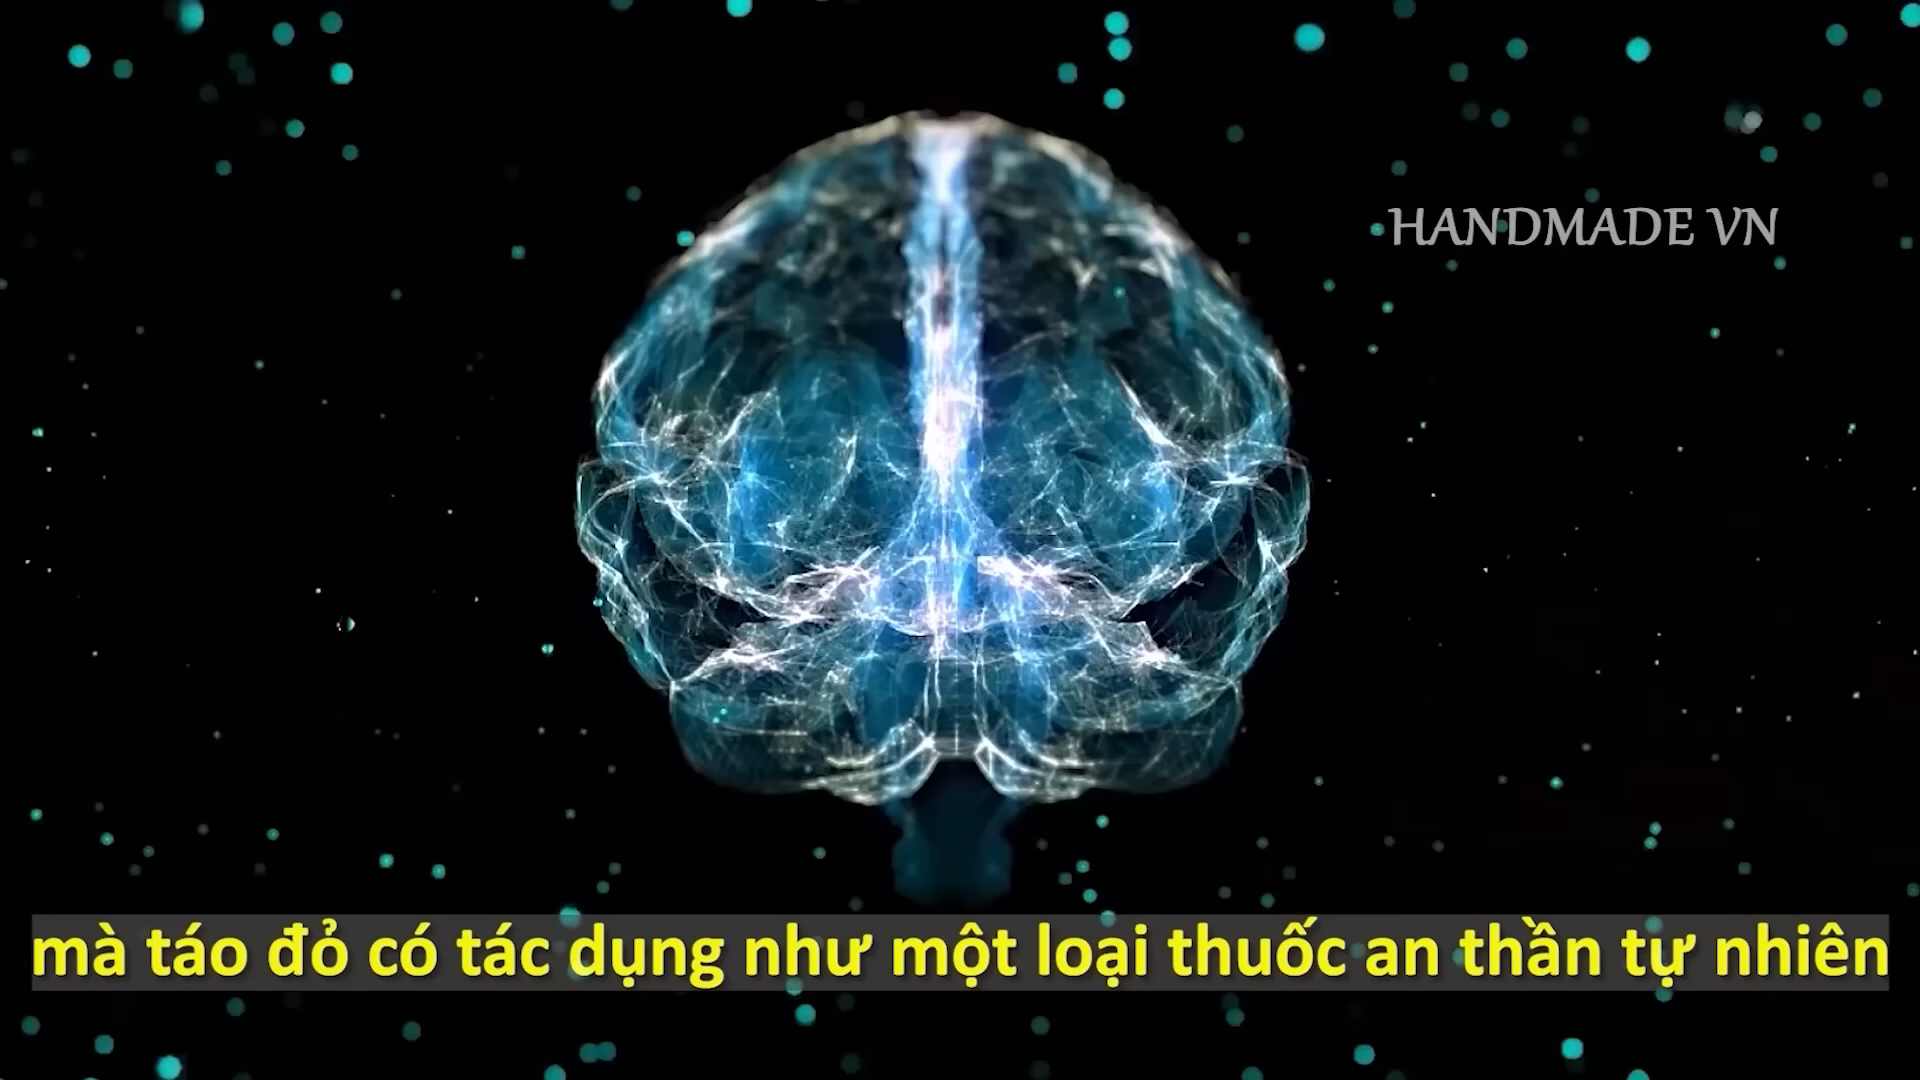 HANDMADE VN
mà táo đỏ có tác dụng như một loại thuốc an thần tự nhiên